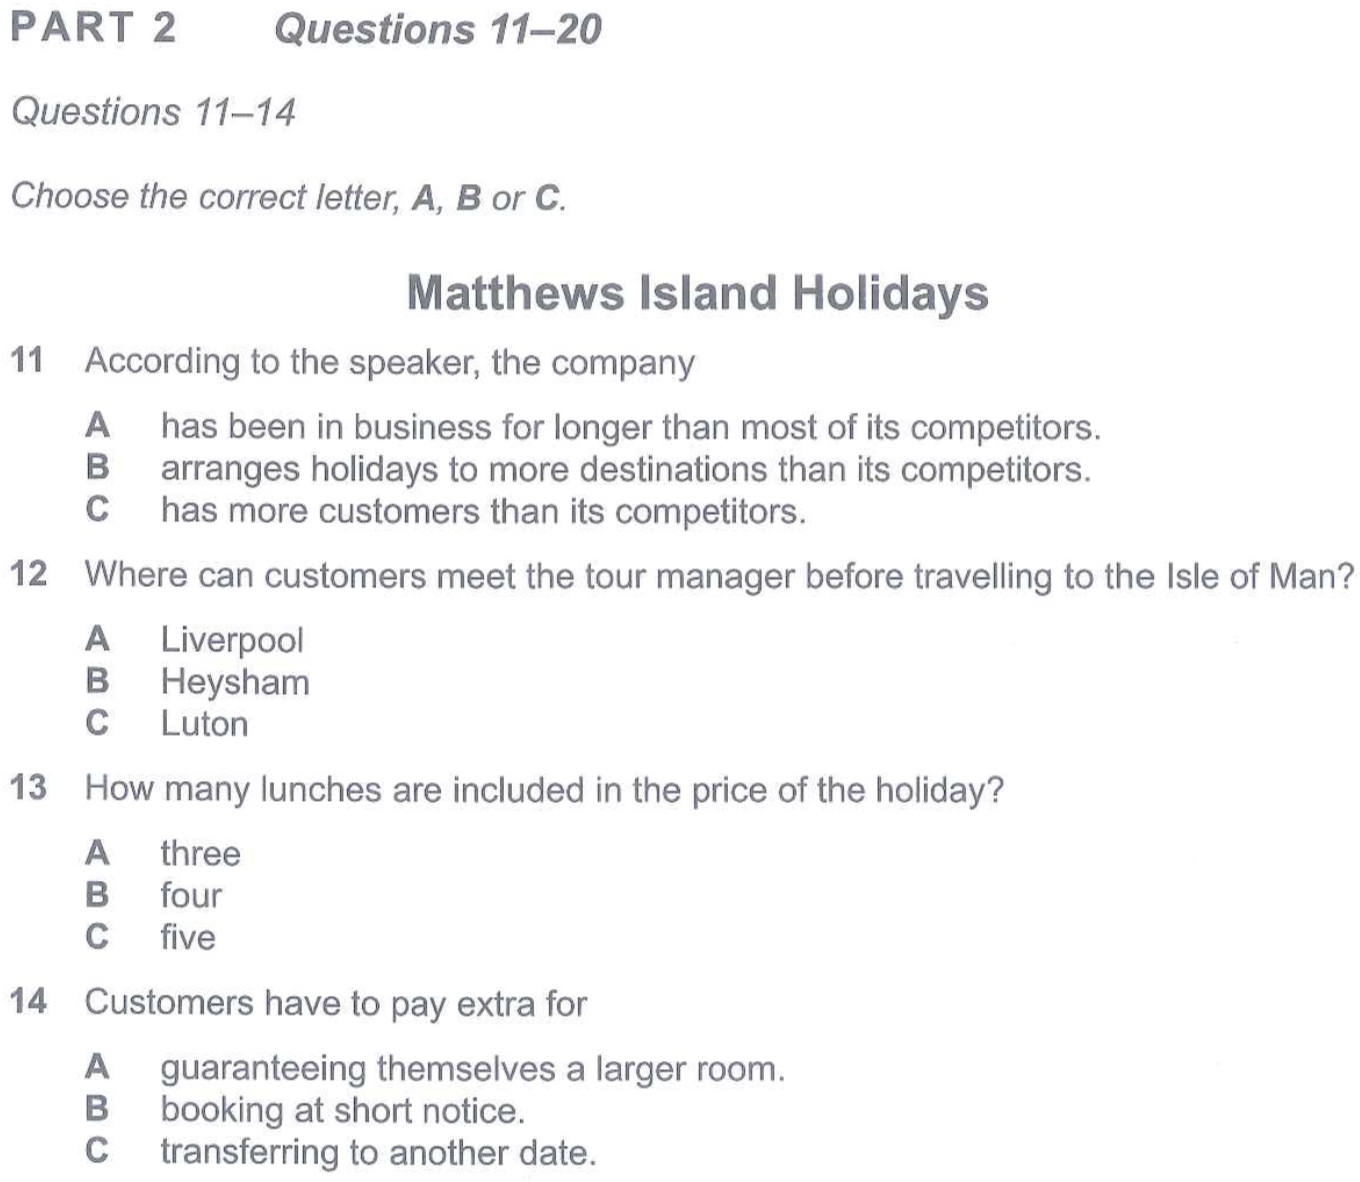 PART 2 Questions 11–20
Questions 11–14
Choose the correct letter, A, B or C.
Matthews Island Holidays
11 According to the speaker, the company
A has been in business for longer than most of its competitors.
B arranges holidays to more destinations than its competitors.
C has more customers than its competitors.
12 Where can customers meet the tour manager before travelling to the Isle of Man?
A Liverpool
B Heysham
C Luton
13 How many lunches are included in the price of the holiday?
A three
B four
C five
14 Customers have to pay extra for
A guaranteeing themselves a larger room.
B booking at short notice.
C transferring to another date.